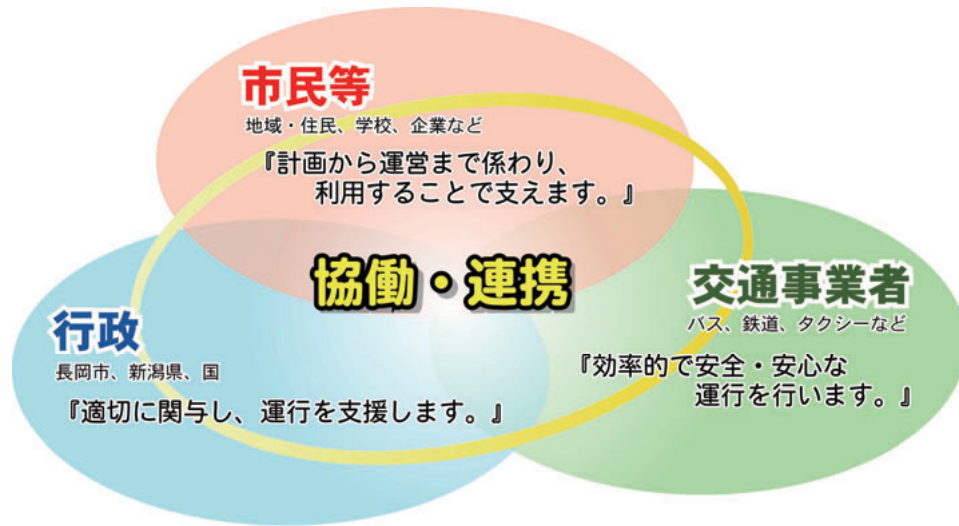 市民等
地域・住民、学校、企業など
『計画から運営まで係わり、
利用することで支えます。』
協働・連携
行政
長岡市、新潟県、国
『適切に関与し、運行を支援します。』
交通事業者
バス、鉄道、タクシーなど
『効率的で安全・安心な
運行を行います。』